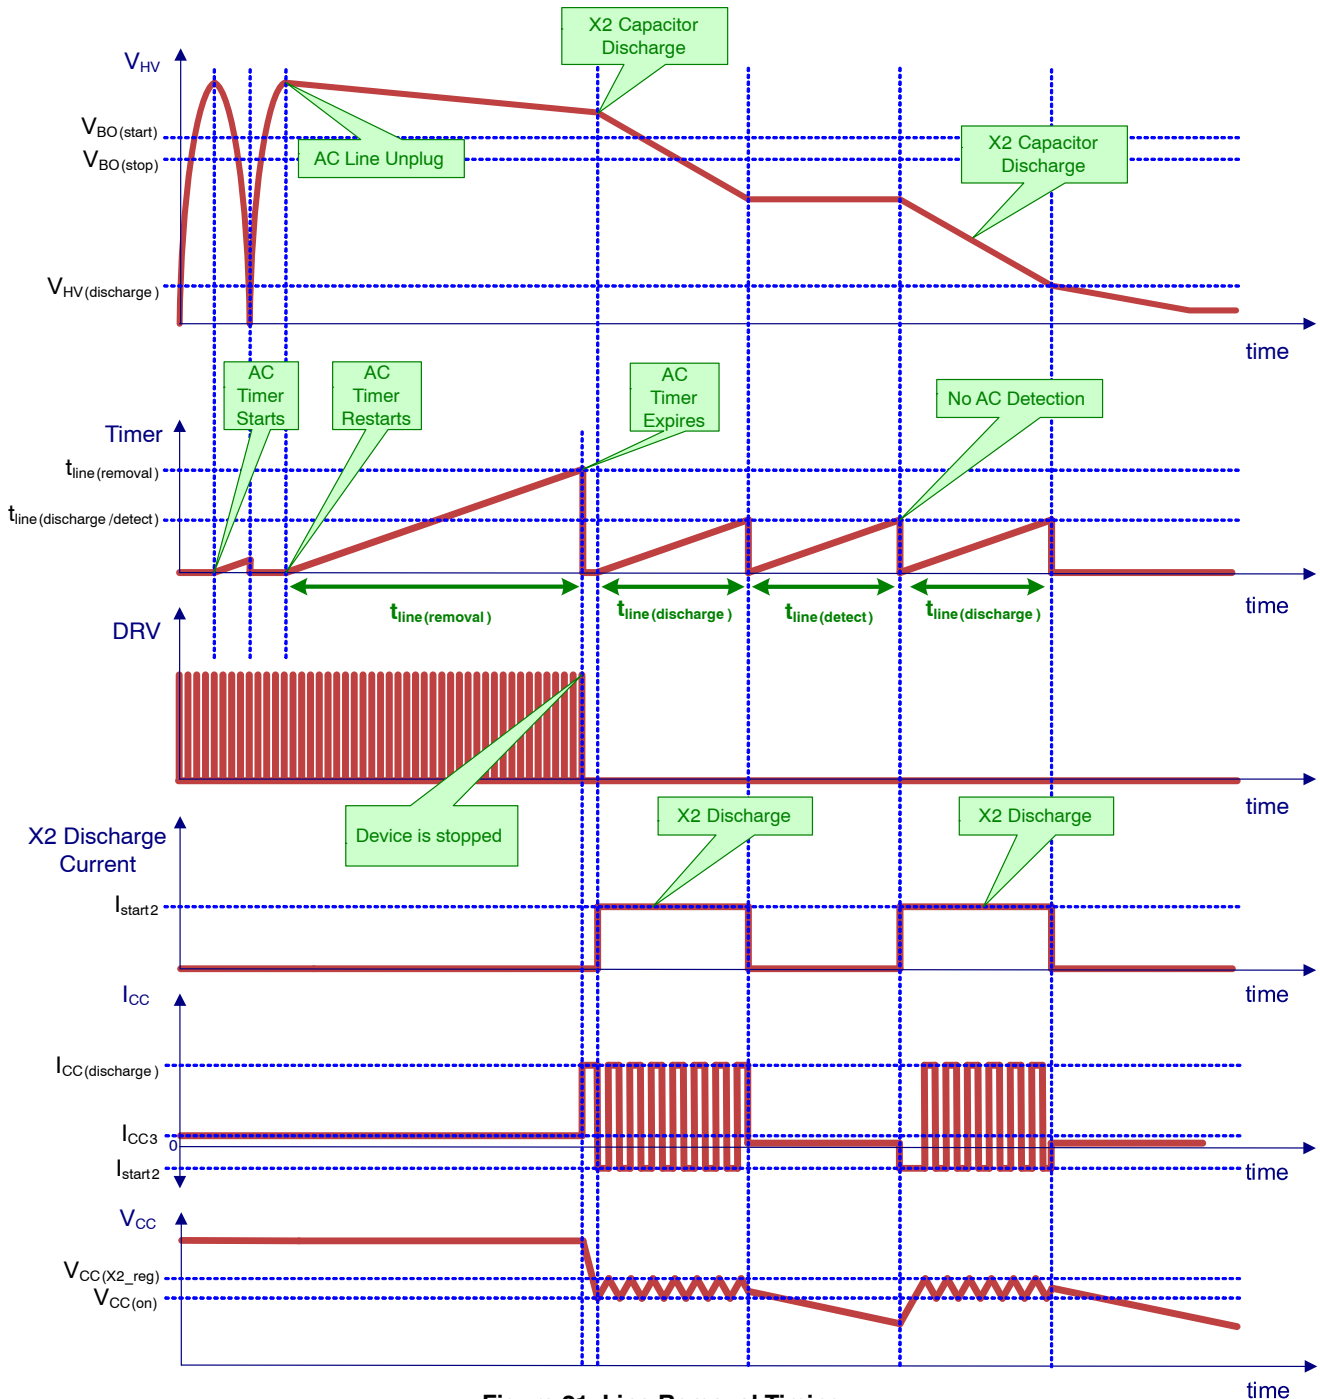 X2 Capacitor
Discharge
VHV
VBO(start)
VBO(stop)
AC Line Unplug
X2 Capacitor
Discharge
VHV(discharge)
time
AC
Timer
Starts
AC
Timer
Restarts
AC
Timer
Expires
No AC Detection
Timer
tline(removal)
tline(discharge/detect)
time
tline(removal)
tline(discharge)
tline(detect)
tline(discharge)
DRV
Device is stopped
time
X2 Discharge
X2 Discharge
X2 Discharge
Current
Istart2
time
ICC
ICC(discharge)
ICC3
0
Istart2
time
VCC
VCC(X2_reg)
VCC(on)
time